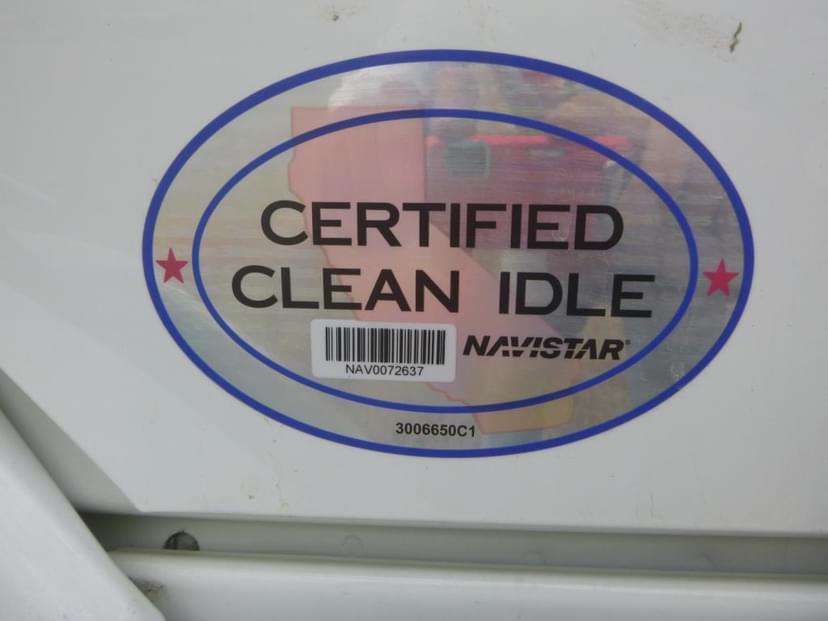 CERTIFIED
CLEAN IDLE
NAVISTAR®
NAV0072637
3006650C1